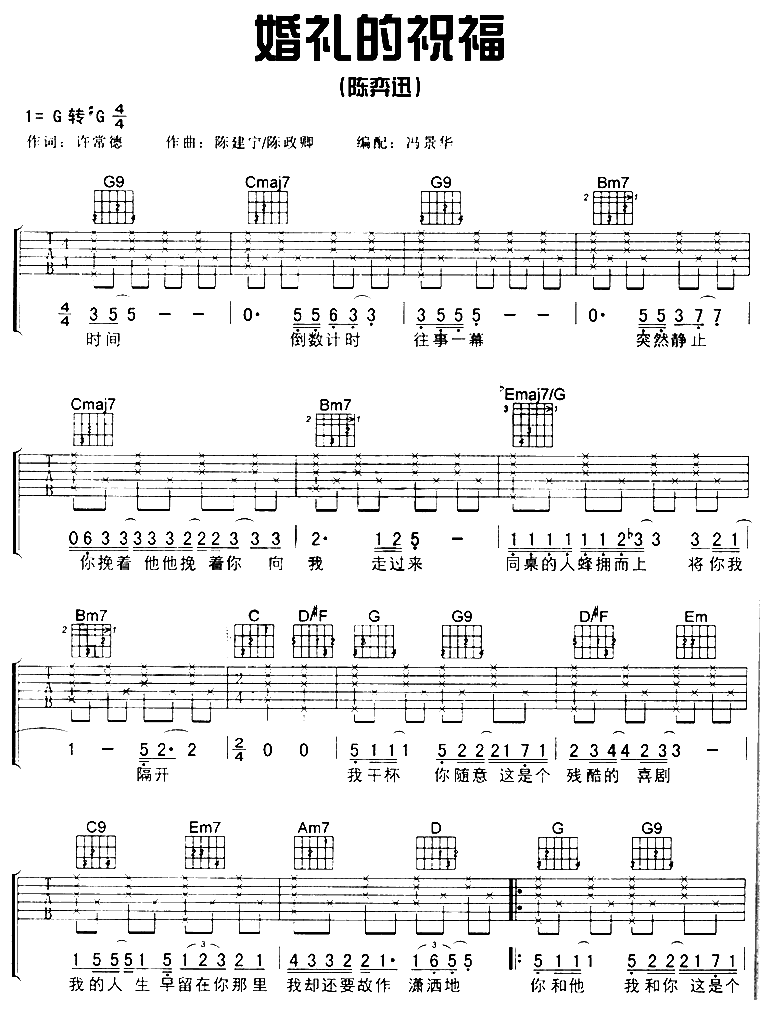 婚礼的祝福
(陈奕迅)
1= G 转 #G 4/4
作词: 许常德 作曲: 陈建宁/陈政卿 编配: 冯景华
G9 Cmaj7 G9 Bm7
2 1
T A B 4/4
4/4 3 5 5 - - 0· 5 5 6 3 3 3 5 5 5 - - 0· 5 5 3 7 7
时间 倒数计时 往事一幕 突然静止
Cmaj7 Bm7 ♭Emaj7/G
0 6 3 3 3 3 3 2 2 2 3 3 3 2· 1 2 5 - 1 1 1 1 1 1 2 ♭3 3 3 2 1
你挽着 他他挽 着你 向 我 走过来 同桌的人蜂拥而上 将你我
Bm7 C D/#F G G9 D/#F Em
T A B 2/4
1 - 5 2· 2 2/4 0 0 5 1 1 1 5 2 2 2 1 7 1 2 3 4 4 2 3 3 -
隔开 我干杯 你随意 这是个 残酷的 喜剧
C9 Em7 Am7 D G G9
T A B
1 5 5 5 1 5 1 2 3 2 1 4 3 3 2 2 1· 1 6 5 5 5 1 1 1 5 2 2 2 1 7 1
我的人 生 早留在你那里 我却还要故作 潇洒地 你和他 我和你 这是个